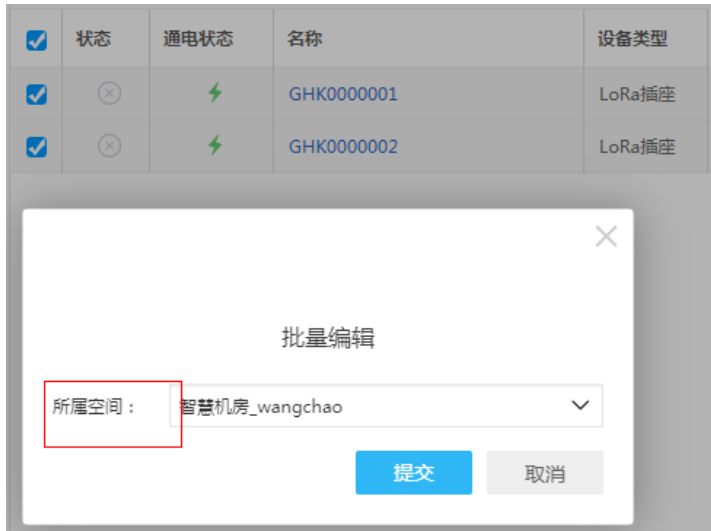 状态 通电状态 名称 设备类型
GHK0000001 LoRa插座
GHK0000002 LoRa插座
批量编辑
所属空间： 智慧机房_wangchao
提交 取消